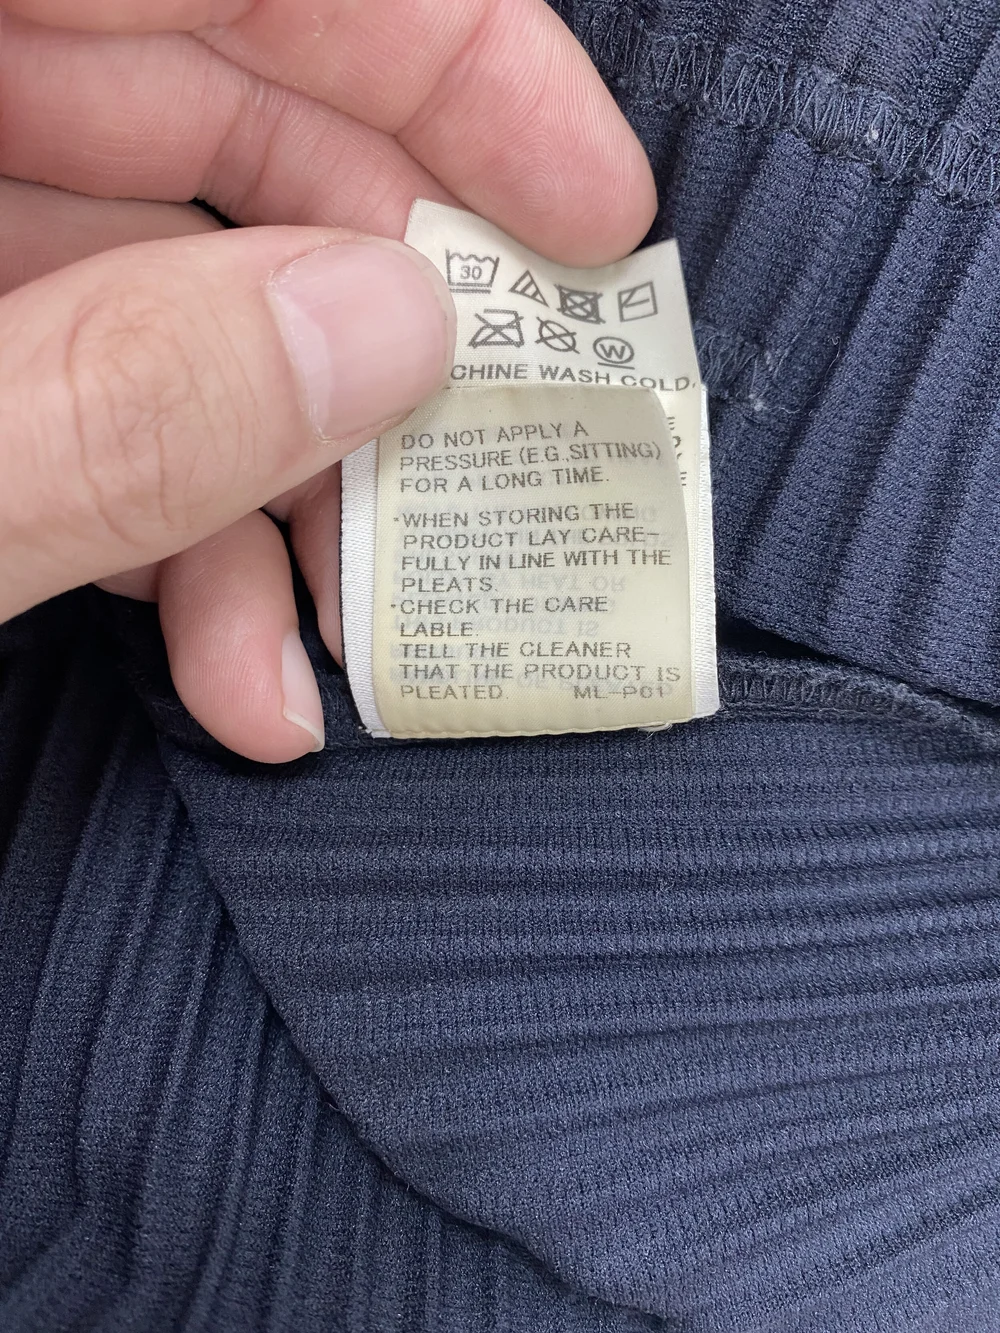 30
W
CHINE WASH COLD.
DO NOT APPLY A
PRESSURE (E.G.,SITTING)
FOR A LONG TIME.
·WHEN STORING THE
PRODUCT LAY CARE-
FULLY IN LINE WITH THE
PLEATS.
·CHECK THE CARE
LABLE.
TELL THE CLEANER
THAT THE PRODUCT IS
PLEATED. ML-P01